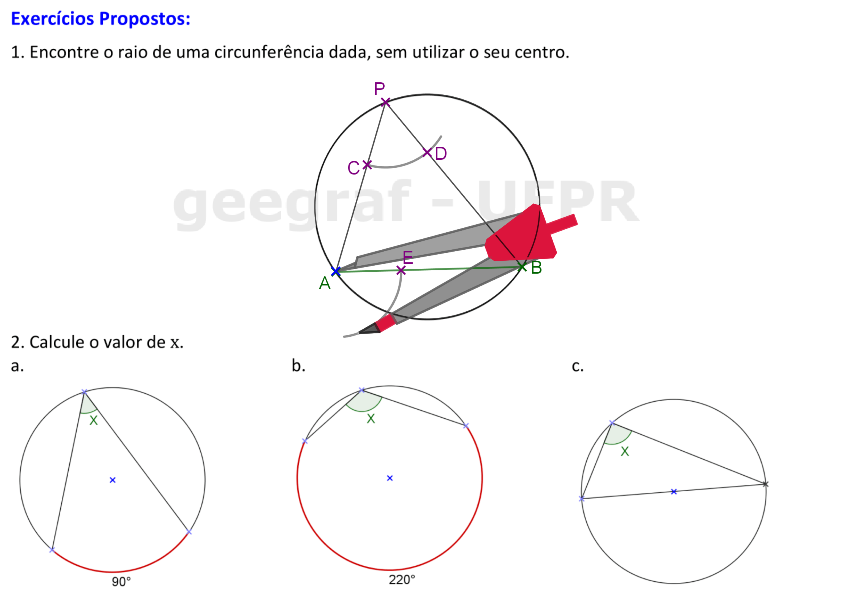 Exercícios Propostos:
1. Encontre o raio de uma circunferência dada, sem utilizar o seu centro.
P
C
D
geegraf - UFPR
E
A
B
2. Calcule o valor de x.
a.
b.
c.
X
X
X
90°
220°